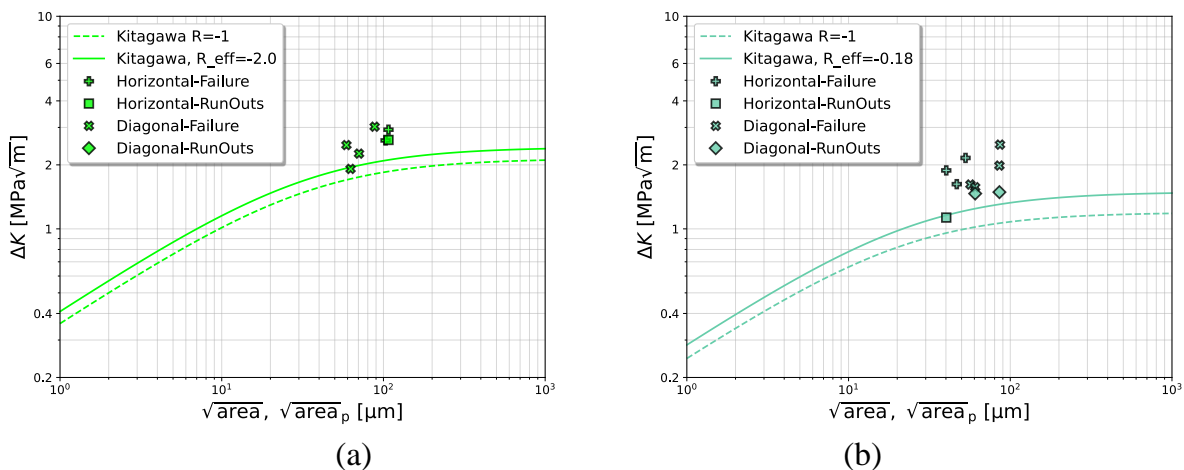 10
6
4
2
1
0.4
0.2
ΔK [MPa√m]
Kitagawa R=-1
Kitagawa, R_eff=-2.0
Horizontal-Failure
Horizontal-RunOuts
Diagonal-Failure
Diagonal-RunOuts
10⁰ 10¹ 10² 10³
√area, √area_p [μm]
(a)
10
6
4
2
1
0.4
0.2
ΔK [MPa√m]
Kitagawa R=-1
Kitagawa, R_eff=-0.18
Horizontal-Failure
Horizontal-RunOuts
Diagonal-Failure
Diagonal-RunOuts
10⁰ 10¹ 10² 10³
√area, √area_p [μm]
(b)